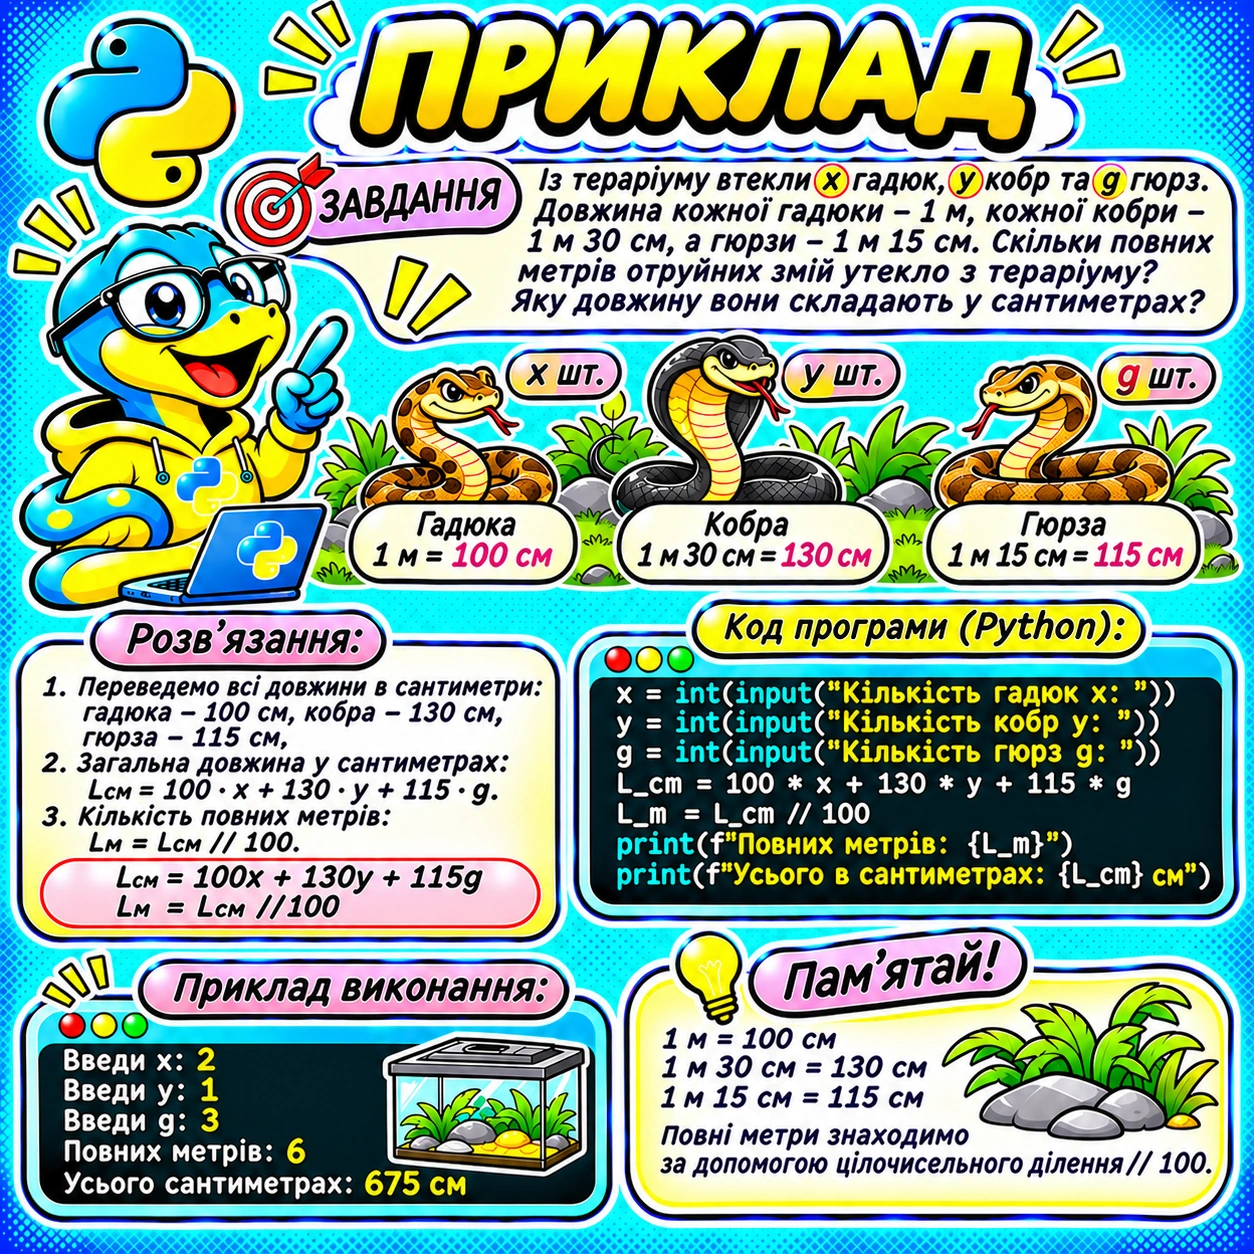 ПРИКЛАД
ЗАВДАННЯ
Із тераріуму втекли x гадюк, y кобр та g гюрз.
Довжина кожної гадюки – 1 м, кожної кобри –
1 м 30 см, а гюрзи – 1 м 15 см. Скільки повних
метрів отруйних змій утекло з тераріуму?
Яку довжину вони складають у сантиметрах?
x шт.
y шт.
g шт.
Гадюка
1 м = 100 см
Кобра
1 м 30 см = 130 см
Гюрза
1 м 15 см = 115 см
Розв’язання:
1. Переведемо всі довжини в сантиметри:
гадюка – 100 см, кобра – 130 см,
гюрза – 115 см,
2. Загальна довжина у сантиметрах:
Lсм = 100 · x + 130 · y + 115 · g.
3. Кількість повних метрів:
Lм = Lсм // 100.
Lсм = 100x + 130y + 115g
Lм = Lсм //100
Код програми (Python):
x = int(input("Кількість гадюк x: "))
y = int(input("Кількість кобр y: "))
g = int(input("Кількість гюрз g: "))
L_cm = 100 * x + 130 * y + 115 * g
L_m = L_cm // 100
print(f"Повних метрів: {L_m}")
print(f"Усього в сантиметрах: {L_cm} см")
Приклад виконання:
Введи x: 2
Введи y: 1
Введи g: 3
Повних метрів: 6
Усього сантиметрах: 675 см
Пам’ятай!
1 м = 100 см
1 м 30 см = 130 см
1 м 15 см = 115 см
Повні метри знаходимо
за допомогою цілочисельного ділення // 100.